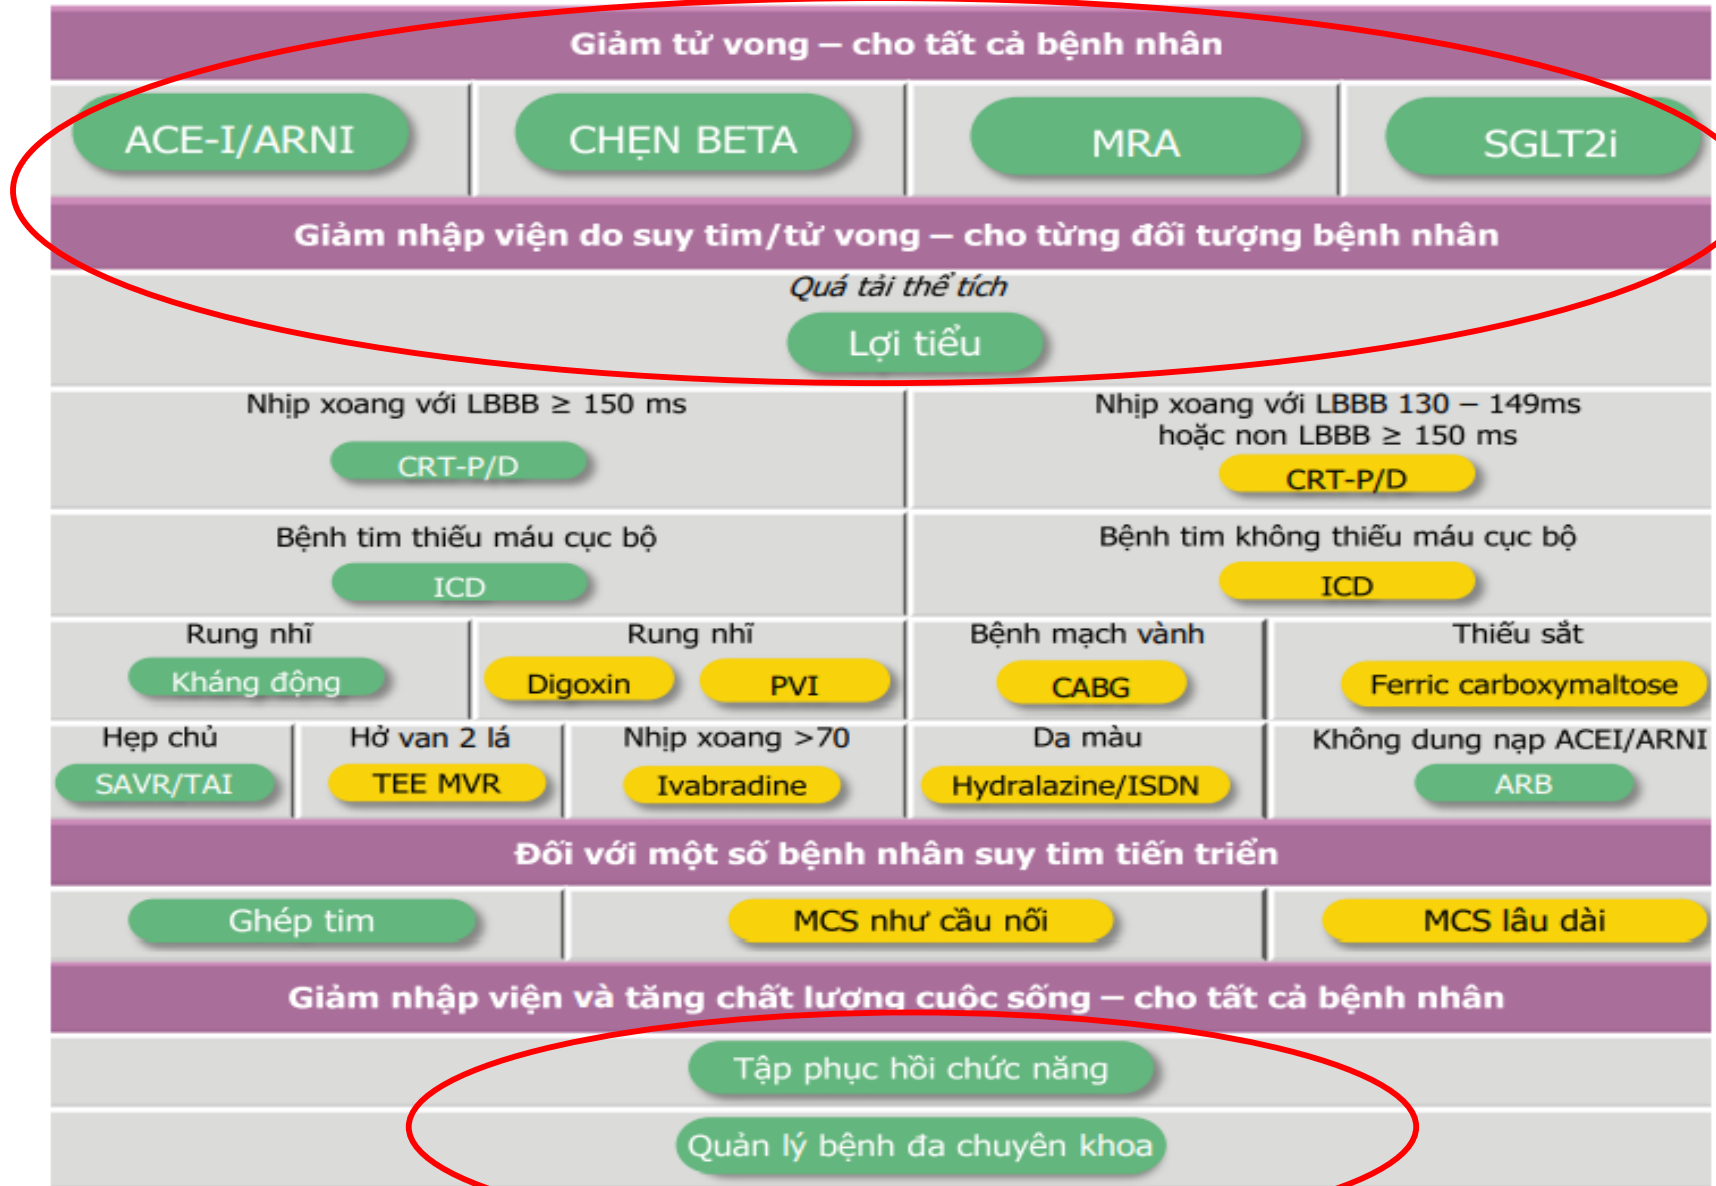 Giảm tử vong – cho tất cả bệnh nhân
ACE-I/ARNI
CHẸN BETA
MRA
SGLT2i
Giảm nhập viện do suy tim/tử vong – cho từng đối tượng bệnh nhân
Quá tải thể tích
Lợi tiểu
Nhịp xoang với LBBB ≥ 150 ms
CRT-P/D
Nhịp xoang với LBBB 130 – 149ms
hoặc non LBBB ≥ 150 ms
CRT-P/D
Bệnh tim thiếu máu cục bộ
ICD
Bệnh tim không thiếu máu cục bộ
ICD
Rung nhĩ
Kháng động
Rung nhĩ
Digoxin
PVI
Bệnh mạch vành
CABG
Thiếu sắt
Ferric carboxymaltose
Hẹp chủ
SAVR/TAI
Hở van 2 lá
TEE MVR
Nhịp xoang >70
Ivabradine
Da màu
Hydralazine/ISDN
Không dung nạp ACEI/ARNI
ARB
Đối với một số bệnh nhân suy tim tiến triển
Ghép tim
MCS như cầu nối
MCS lâu dài
Giảm nhập viện và tăng chất lượng cuộc sống – cho tất cả bệnh nhân
Tập phục hồi chức năng
Quản lý bệnh đa chuyên khoa